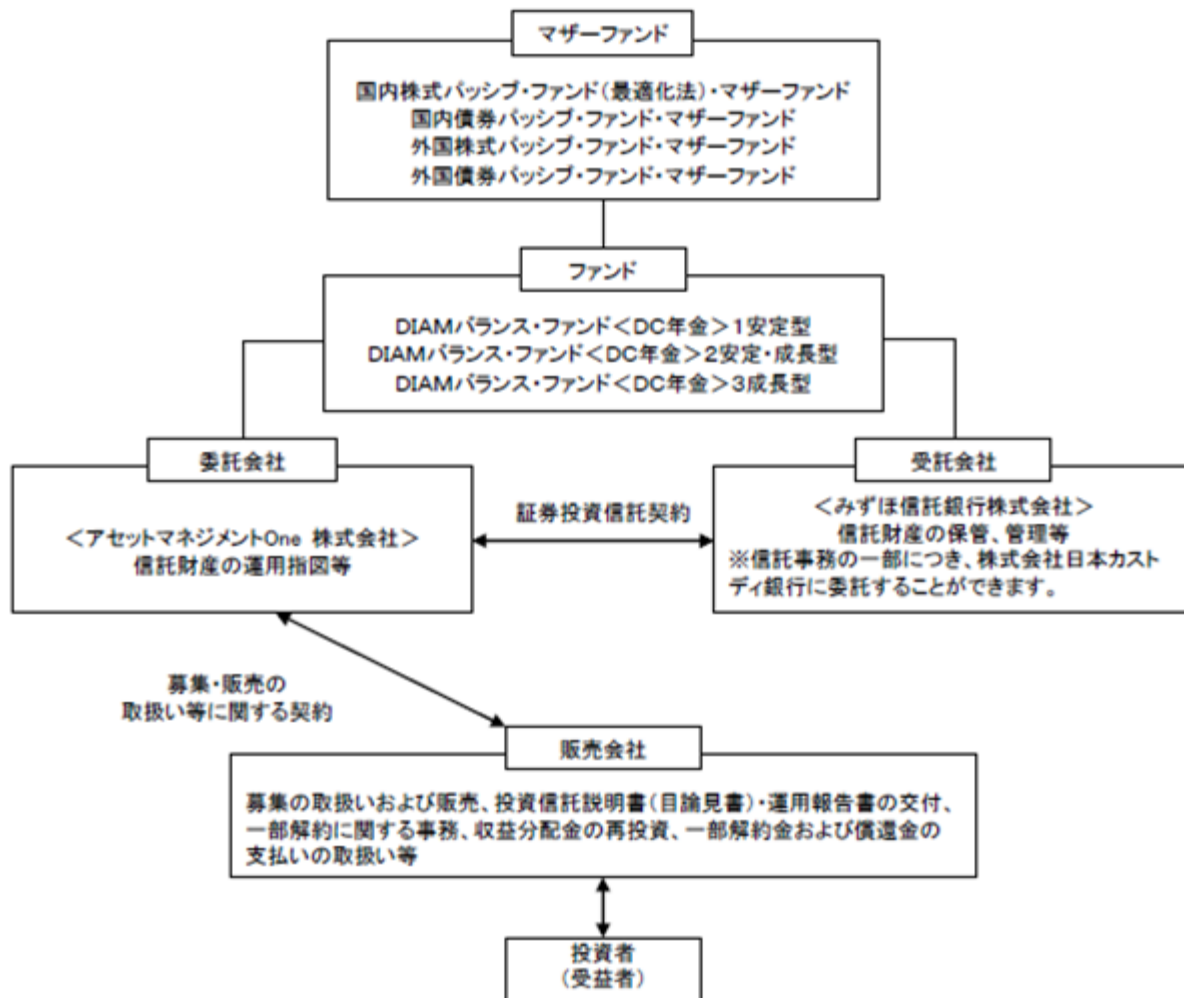 マザーファンド
国内株式パッシブ・ファンド(最適化法)・マザーファンド
国内債券パッシブ・ファンド・マザーファンド
外国株式パッシブ・ファンド・マザーファンド
外国債券パッシブ・ファンド・マザーファンド
ファンド
DIAMバランス・ファンド<DC年金>1安定型
DIAMバランス・ファンド<DC年金>2安定・成長型
DIAMバランス・ファンド<DC年金>3成長型
委託会社
<アセットマネジメントOne 株式会社>
信託財産の運用指図等
証券投資信託契約
受託会社
<みずほ信託銀行株式会社>
信託財産の保管、管理等
※信託事務の一部につき、株式会社日本カスト
ディ銀行に委託することができます。
募集・販売の
取扱い等に関する契約
販売会社
募集の取扱いおよび販売、投資信託説明書(目論見書)・運用報告書の交付、
一部解約に関する事務、収益分配金の再投資、一部解約金および償還金の
支払いの取扱い等
投資者
(受益者)